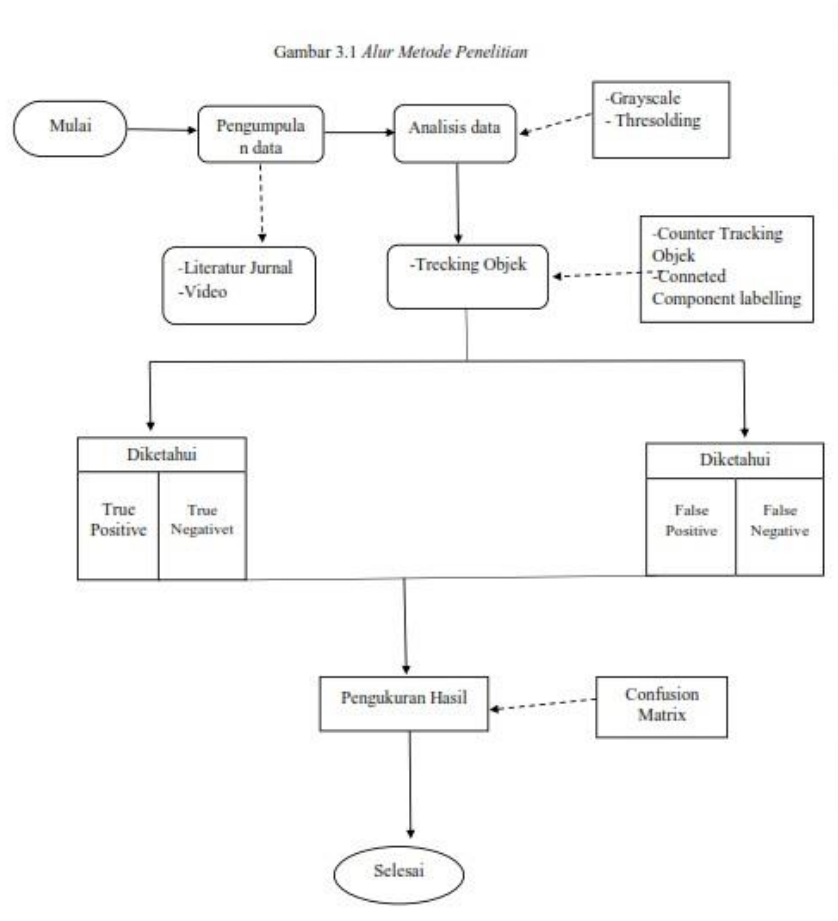 Gambar 3.1 Alur Metode Penelitian
Mulai
Pengumpula
n data
Analisis data
-Grayscale
- Thresolding
-Literatur Jurnal
-Video
-Trecking Objek
-Counter Tracking
Objek
-Conneted
Component labelling
Diketahui
True
Positive
True
Negativet
Diketahui
False
Positive
False
Negative
Pengukuran Hasil
Confusion
Matrix
Selesai